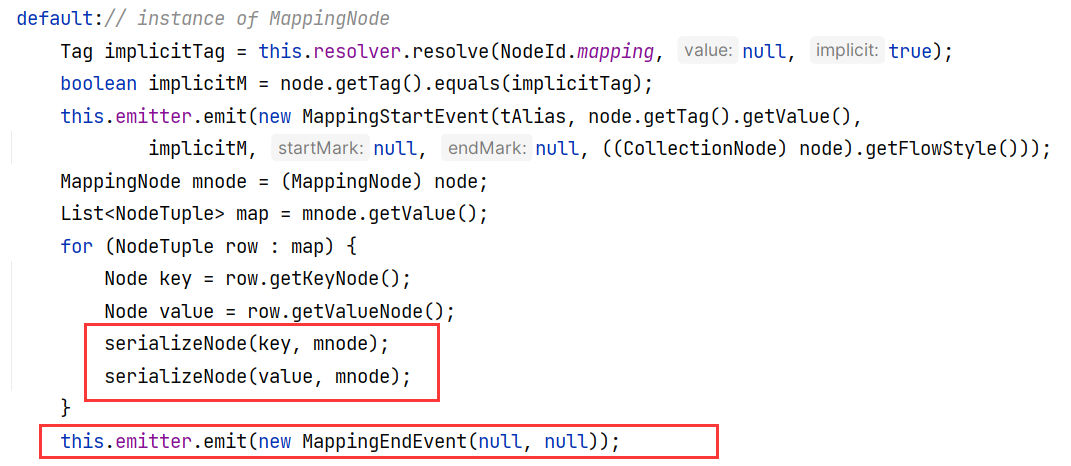 default:// instance of MappingNode
Tag implicitTag = this.resolver.resolve(NodeId.mapping, value: null, implicit: true);
boolean implicitM = node.getTag().equals(implicitTag);
this.emitter.emit(new MappingStartEvent(tAlias, node.getTag().getValue(),
implicitM, startMark: null, endMark: null, ((CollectionNode) node).getFlowStyle()));
MappingNode mnode = (MappingNode) node;
List<NodeTuple> map = mnode.getValue();
for (NodeTuple row : map) {
Node key = row.getKeyNode();
Node value = row.getValueNode();
serializeNode(key, mnode);
serializeNode(value, mnode);
}
this.emitter.emit(new MappingEndEvent(null, null));